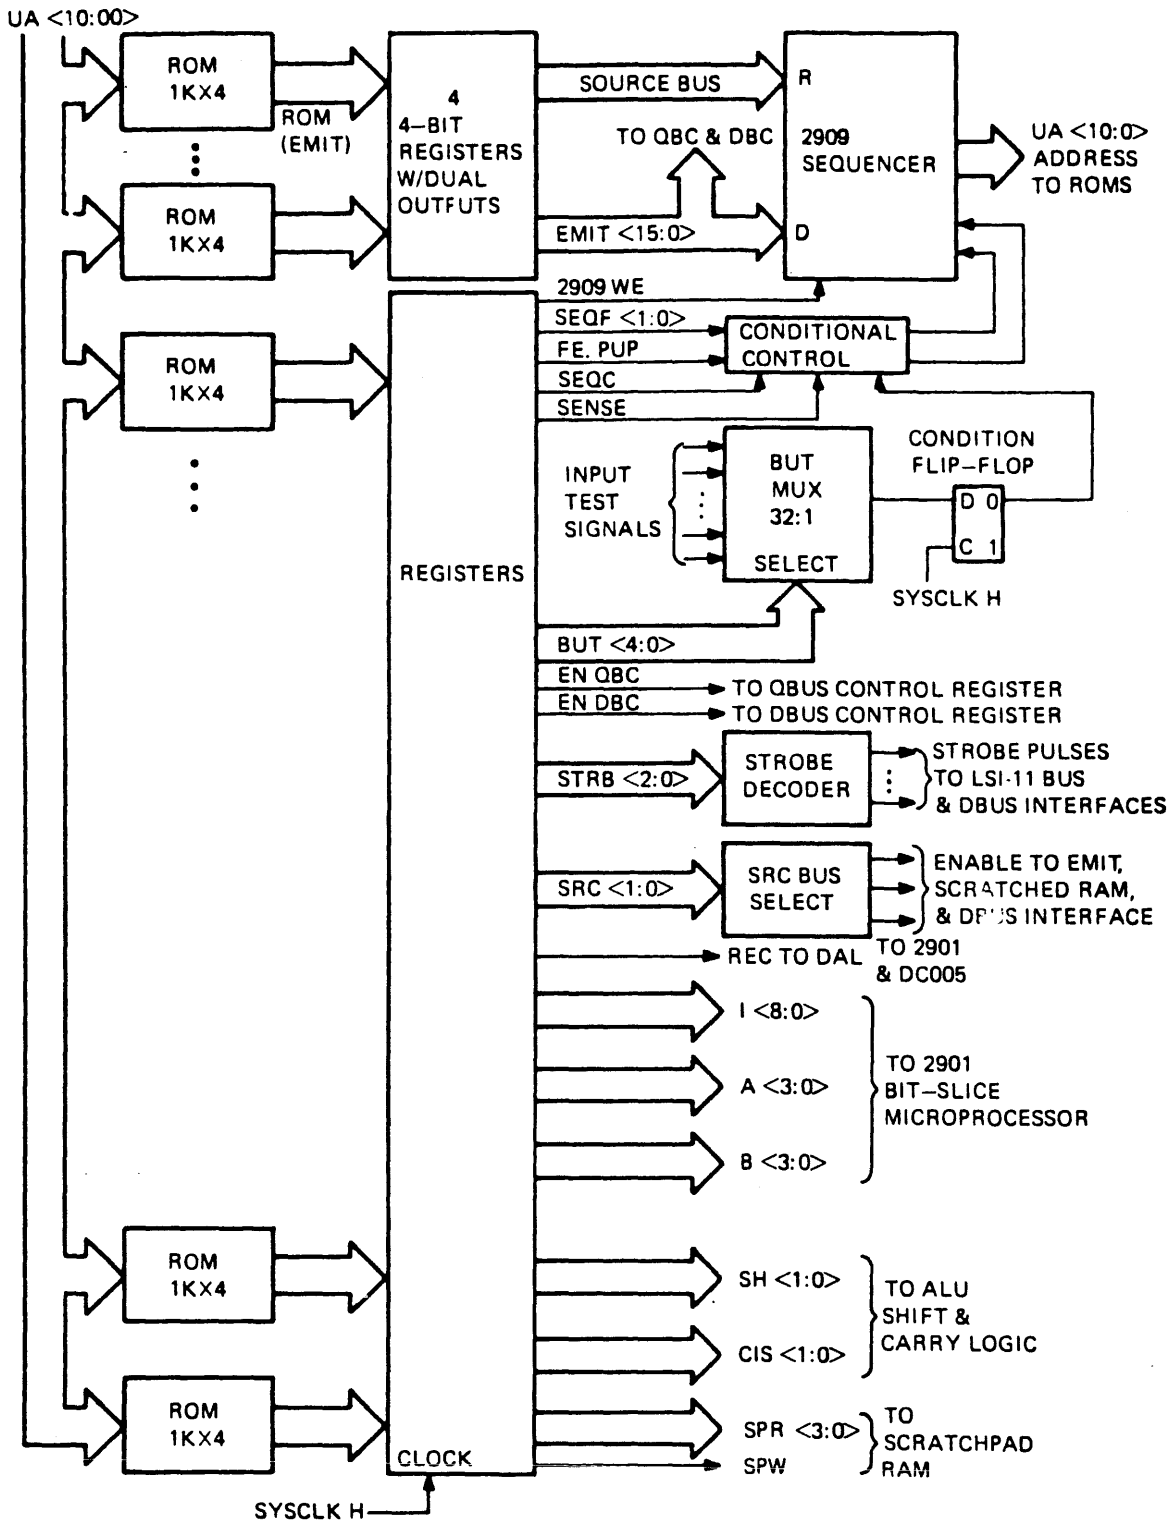 UA <10:00>
ROM
1KX4
ROM
(EMIT)
ROM
1KX4
ROM
1KX4
ROM
1KX4
ROM
1KX4
4
4-BIT
REGISTERS
W/DUAL
OUTFUTS
REGISTERS
CLOCK
SYSCLK H
SOURCE BUS
TO QBC & DBC
EMIT <15:0>
R
2909
SEQUENCER
D
UA <10:0>
ADDRESS
TO ROMS
2909 WE
SEQF <1:0>
FE. PUP
SEQC
SENSE
CONDITIONAL
CONTROL
INPUT
TEST
SIGNALS
BUT
MUX
32:1
SELECT
CONDITION
FLIP-FLOP
D 0
C 1
SYSCLK H
BUT <4:0>
EN QBC
TO QBUS CONTROL REGISTER
EN DBC
TO DBUS CONTROL REGISTER
STRB <2:0>
STROBE
DECODER
STROBE PULSES
TO LSI-11 BUS
& DBUS INTERFACES
SRC <1:0>
SRC BUS
SELECT
ENABLE TO EMIT,
SCRATCHED RAM,
& DBUS INTERFACE
REC TO DAL
TO 2901
& DC005
I <8:0>
A <3:0>
B <3:0>
TO 2901
BIT-SLICE
MICROPROCESSOR
SH <1:0>
CIS <1:0>
TO ALU
SHIFT &
CARRY LOGIC
SPR <3:0>
SPW
TO
SCRATCHPAD
RAM